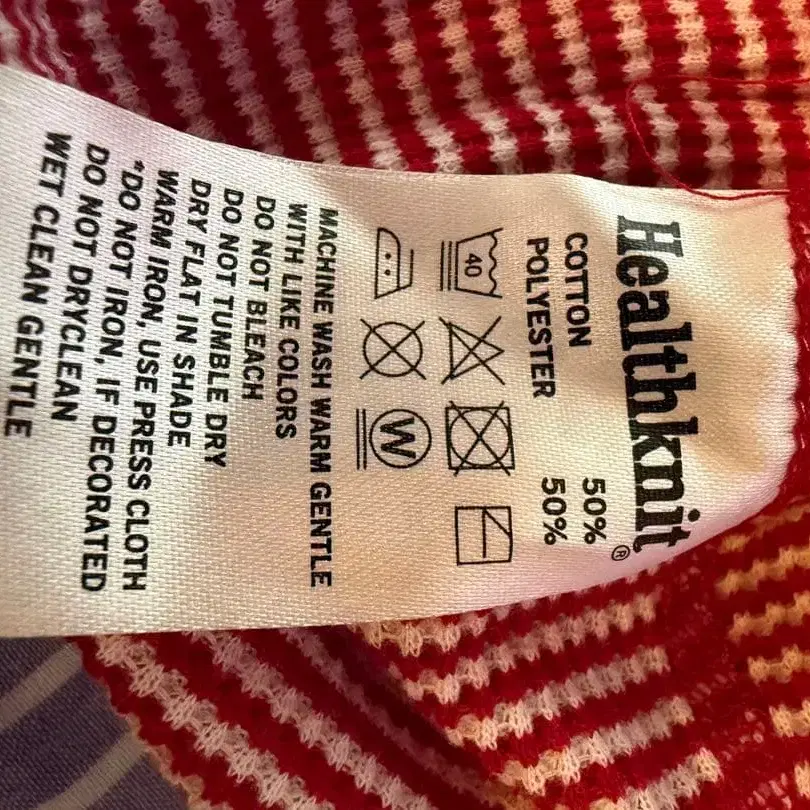 Healthknit®
COTTON 50%
POLYESTER 50%
40
W
MACHINE WASH WARM GENTLE
WITH LIKE COLORS
DO NOT BLEACH
DO NOT TUMBLE DRY
DRY FLAT IN SHADE
WARM IRON, USE PRESS CLOTH
*DO NOT IRON, IF DECORATED
DO NOT DRYCLEAN
WET CLEAN GENTLE